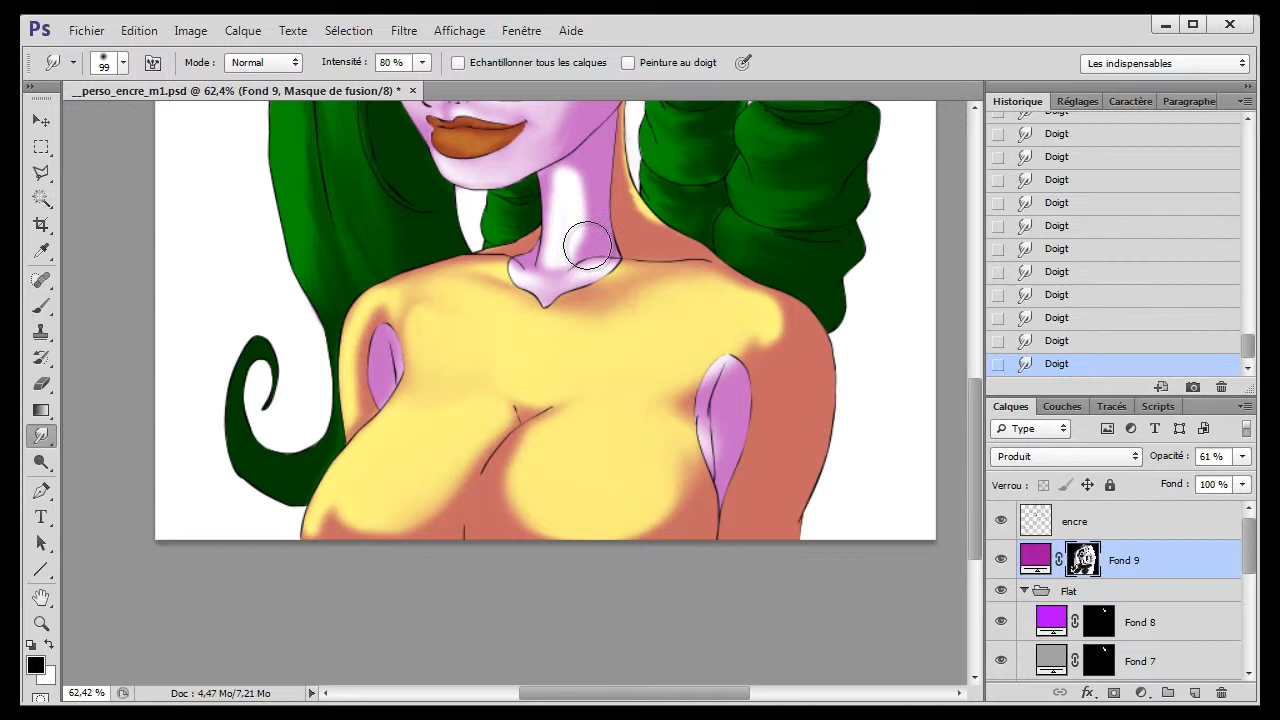 Ps Fichier Edition Image Calque Texte Sélection Filtre Affichage Fenêtre Aide
99 Mode : Normal Intensité : 80 % Echantillonner tous les calques Peinture au doigt Les indispensables
__perso_encre_m1.psd @ 62,4% (Fond 9, Masque de fusion/8) * ×
Historique Réglages Caractère Paragraphe
Doigt
Doigt
Doigt
Doigt
Doigt
Doigt
Doigt
Doigt
Doigt
Doigt
Doigt
Doigt
Calques Couches Tracés Scripts
Type
Produit Opacité : 61 %
Verrou : Fond : 100 %
encre
Fond 9
Flat
Fond 8
Fond 7
62,42 % Doc : 4,47 Mo/7,21 Mo
fx